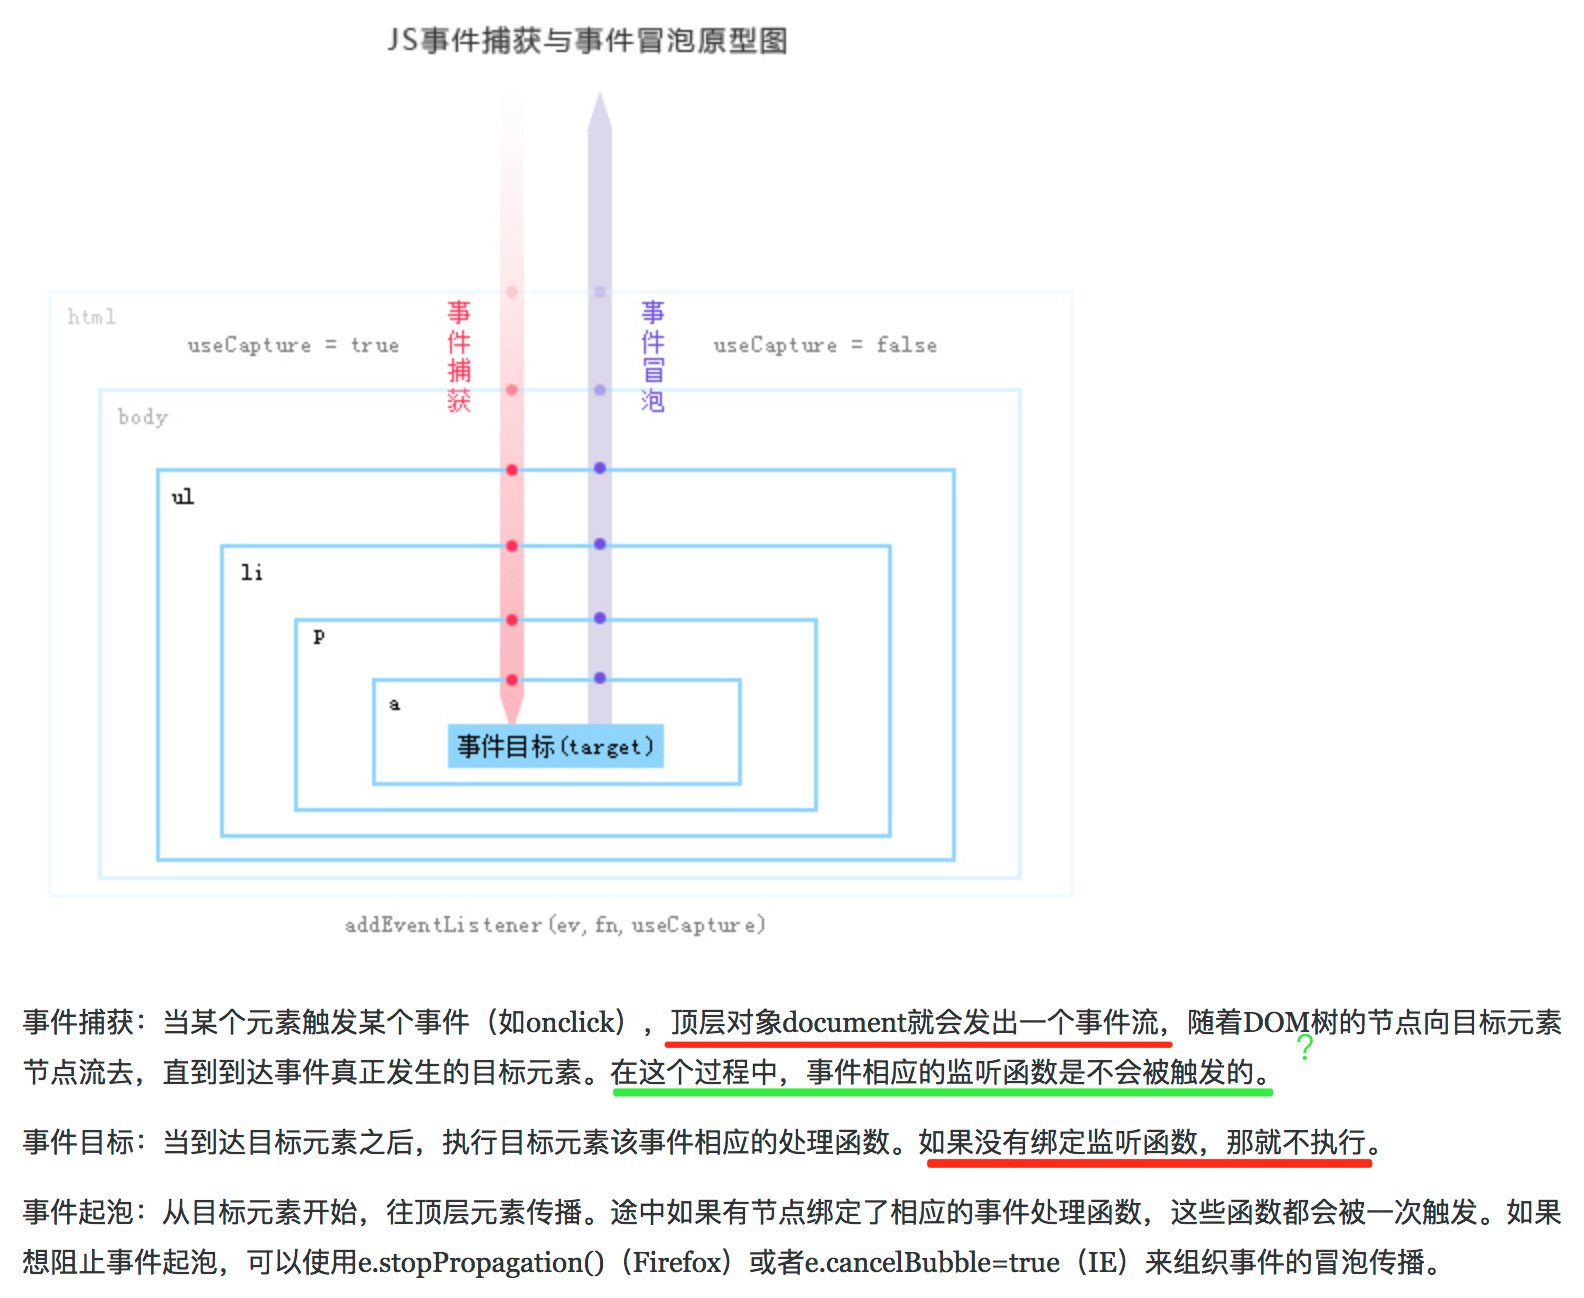 JS事件捕获与事件冒泡原型图
html
useCapture = true
事件捕获
事件冒泡
useCapture = false
body
ul
li
p
a
事件目标(target)
addEventListener(ev,fn,useCapture)
事件捕获：当某个元素触发某个事件（如onclick），顶层对象document就会发出一个事件流，随着DOM树的节点向目标元素
?
节点流去，直到到达事件真正发生的目标元素。在这个过程中，事件相应的监听函数是不会被触发的。
事件目标：当到达目标元素之后，执行目标元素该事件相应的处理函数。如果没有绑定监听函数，那就不执行。
事件起泡：从目标元素开始，往顶层元素传播。途中如果有节点绑定了相应的事件处理函数，这些函数都会被一次触发。如果
想阻止事件起泡，可以使用e.stopPropagation()（Firefox）或者e.cancelBubble=true（IE）来组织事件的冒泡传播。